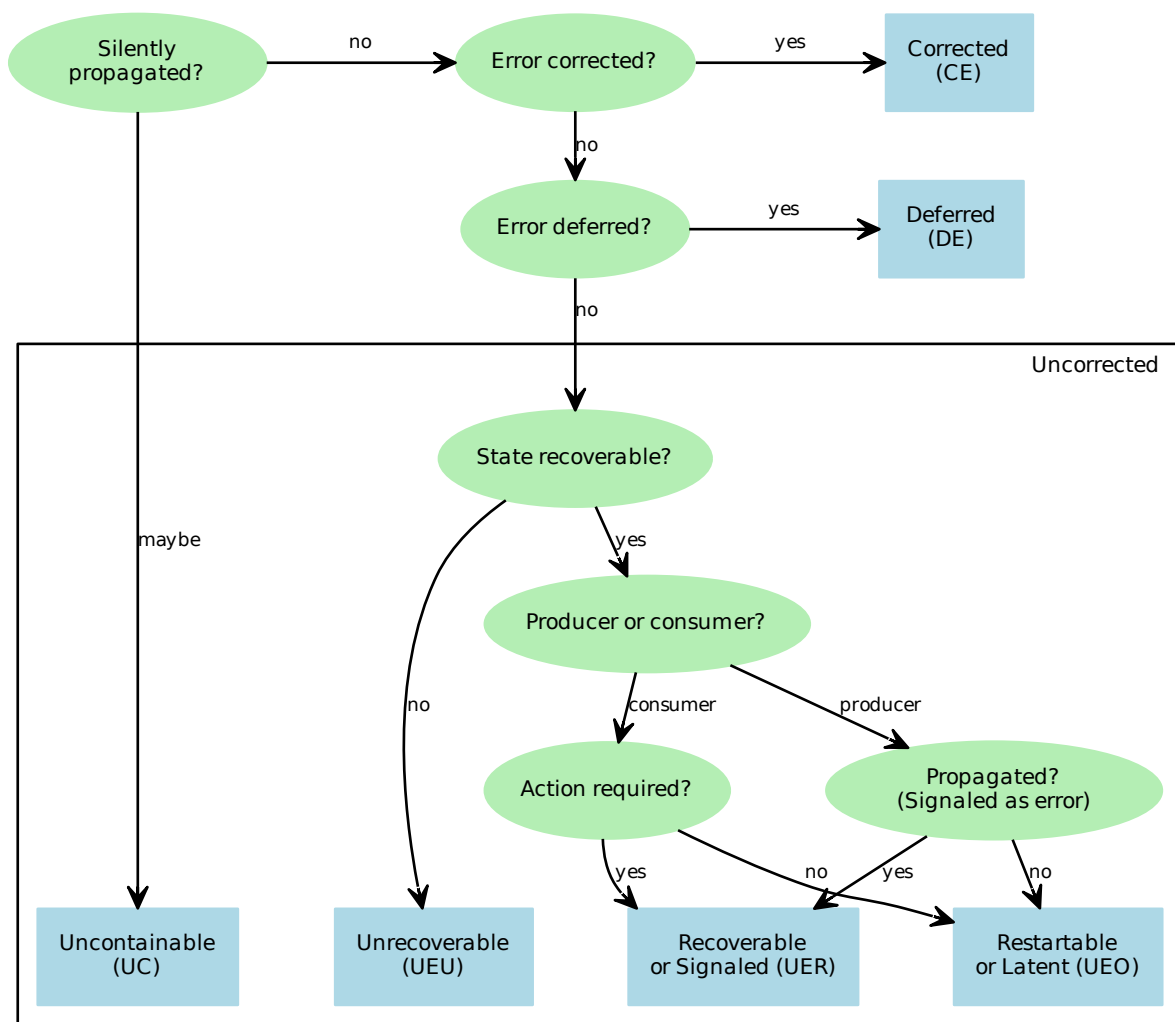 Silently
propagated?
no
Error corrected?
yes
Corrected
(CE)
no
Error deferred?
yes
Deferred
(DE)
no
Uncorrected
State recoverable?
maybe
yes
Producer or consumer?
no
consumer
producer
Action required?
Propagated?
(Signaled as error)
yes
no
yes
no
Uncontainable
(UC)
Unrecoverable
(UEU)
Recoverable
or Signaled (UER)
Restartable
or Latent (UEO)